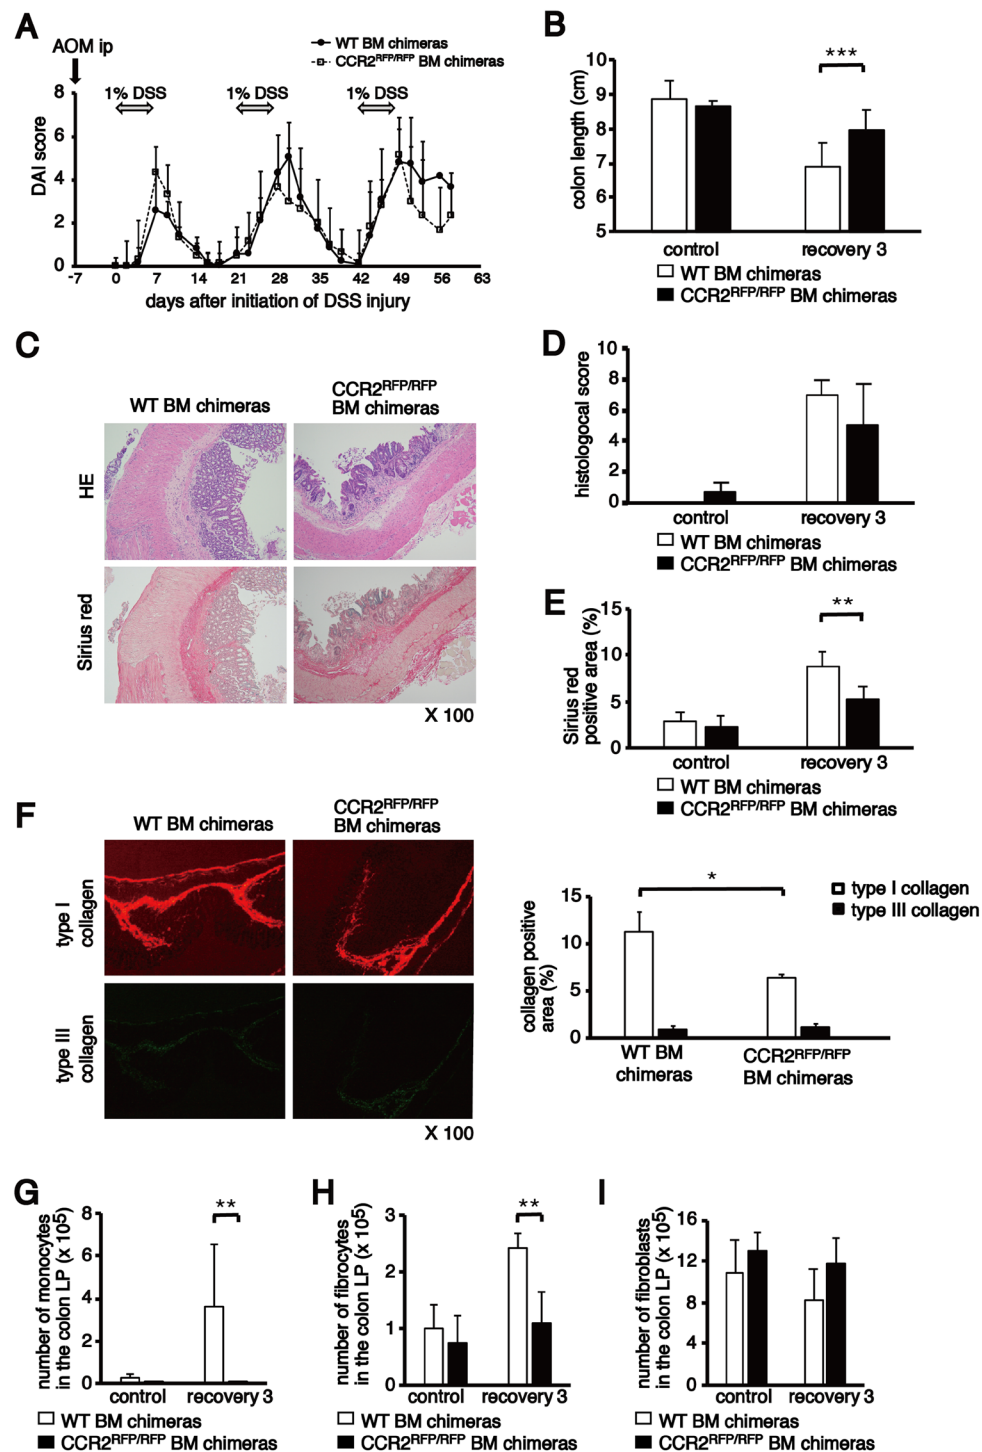 A
AOM ip
WT BM chimeras
CCR2RFP/RFP BM chimeras
1% DSS
1% DSS
1% DSS
DAI score
8
6
4
2
0
-7
0
7
14
21
28
35
42
49
56
63
days after initiation of DSS injury
B
***
colon length (cm)
10
9
8
7
6
5
control
recovery 3
WT BM chimeras
CCR2RFP/RFP BM chimeras
C
WT BM chimeras
CCR2RFP/RFP
BM chimeras
HE
Sirius red
X 100
D
histologocal score
10
8
6
4
2
0
control
recovery 3
WT BM chimeras
CCR2RFP/RFP BM chimeras
E
**
Sirius red
positive area (%)
15
10
5
0
control
recovery 3
WT BM chimeras
CCR2RFP/RFP BM chimeras
F
WT BM chimeras
CCR2RFP/RFP
BM chimeras
type I
collagen
type III
collagen
X 100
*
type I collagen
type III collagen
collagen positive
area (%)
15
10
5
0
WT BM
chimeras
CCR2RFP/RFP
BM chimeras
G
**
number of monocytes
in the colon LP (x 10⁵)
8
6
4
2
0
control
recovery 3
WT BM chimeras
CCR2RFP/RFP BM chimeras
H
**
number of fibrocytes
in the colon LP (x 10⁵)
3
2
1
0
control
recovery 3
WT BM chimeras
CCR2RFP/RFP BM chimeras
I
number of fibroblasts
in the colon LP (x 10⁵)
16
12
8
4
0
control
recovery 3
WT BM chimeras
CCR2RFP/RFP BM chimeras